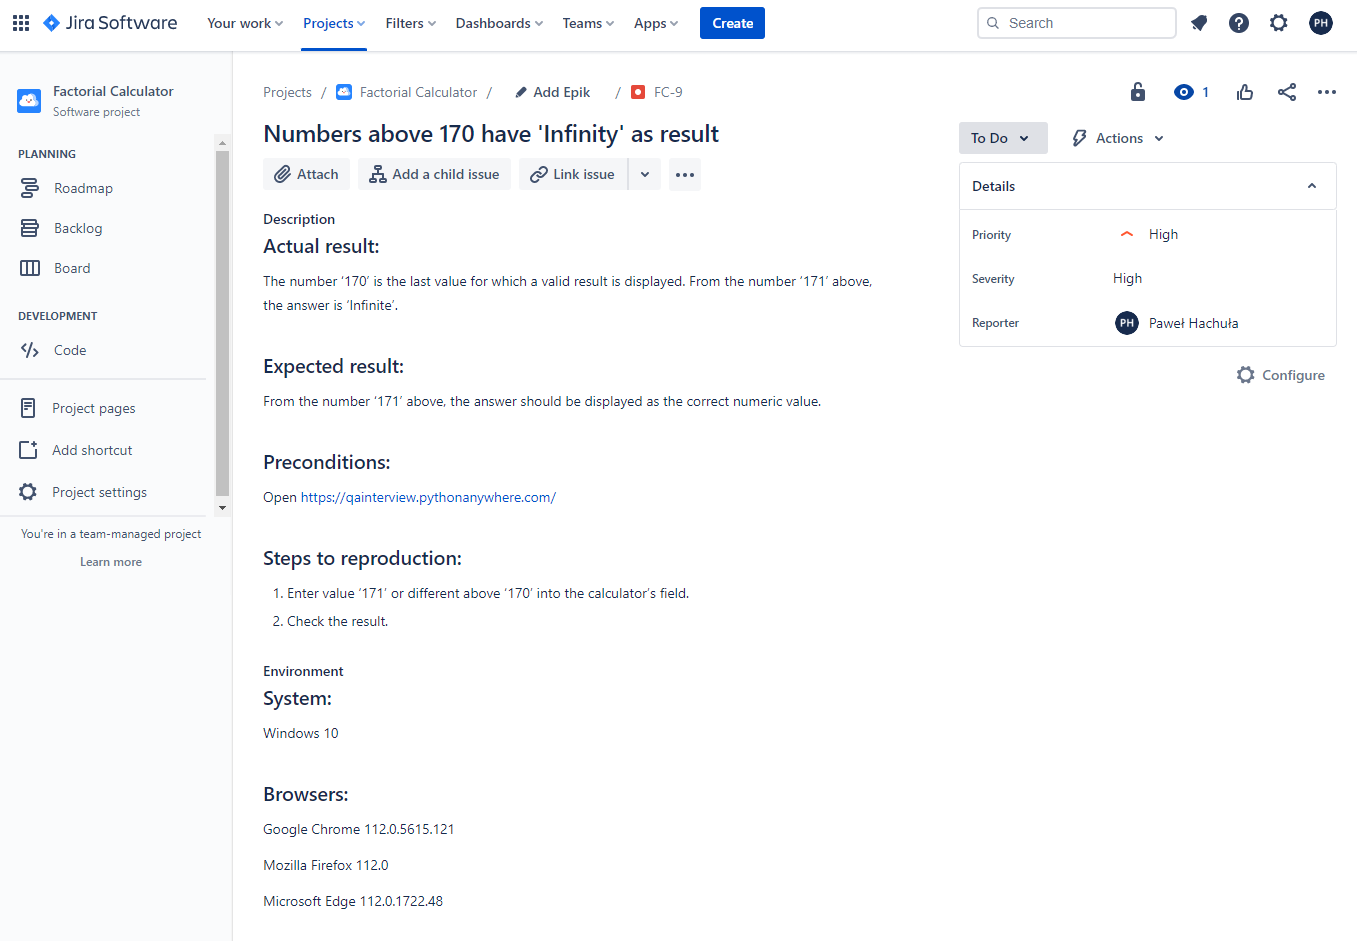 Jira Software Your work Projects Filters Dashboards Teams Apps Create Search PH
Factorial Calculator
Software project
PLANNING
Roadmap
Backlog
Board
DEVELOPMENT
Code
Project pages
Add shortcut
Project settings
You're in a team-managed project
Learn more
Projects / Factorial Calculator / Add Epik / FC-9
1
Numbers above 170 have 'Infinity' as result
Attach Add a child issue Link issue
Description
Actual result:
The number ‘170’ is the last value for which a valid result is displayed. From the number ‘171’ above,
the answer is ‘Infinite’.
Expected result:
From the number ‘171’ above, the answer should be displayed as the correct numeric value.
Preconditions:
Open https://qainterview.pythonanywhere.com/
Steps to reproduction:
1. Enter value ‘171’ or different above ‘170’ into the calculator’s field.
2. Check the result.
Environment
System:
Windows 10
Browsers:
Google Chrome 112.0.5615.121
Mozilla Firefox 112.0
Microsoft Edge 112.0.1722.48
To Do Actions
Details
Priority High
Severity High
Reporter PH Paweł Hachuła
Configure